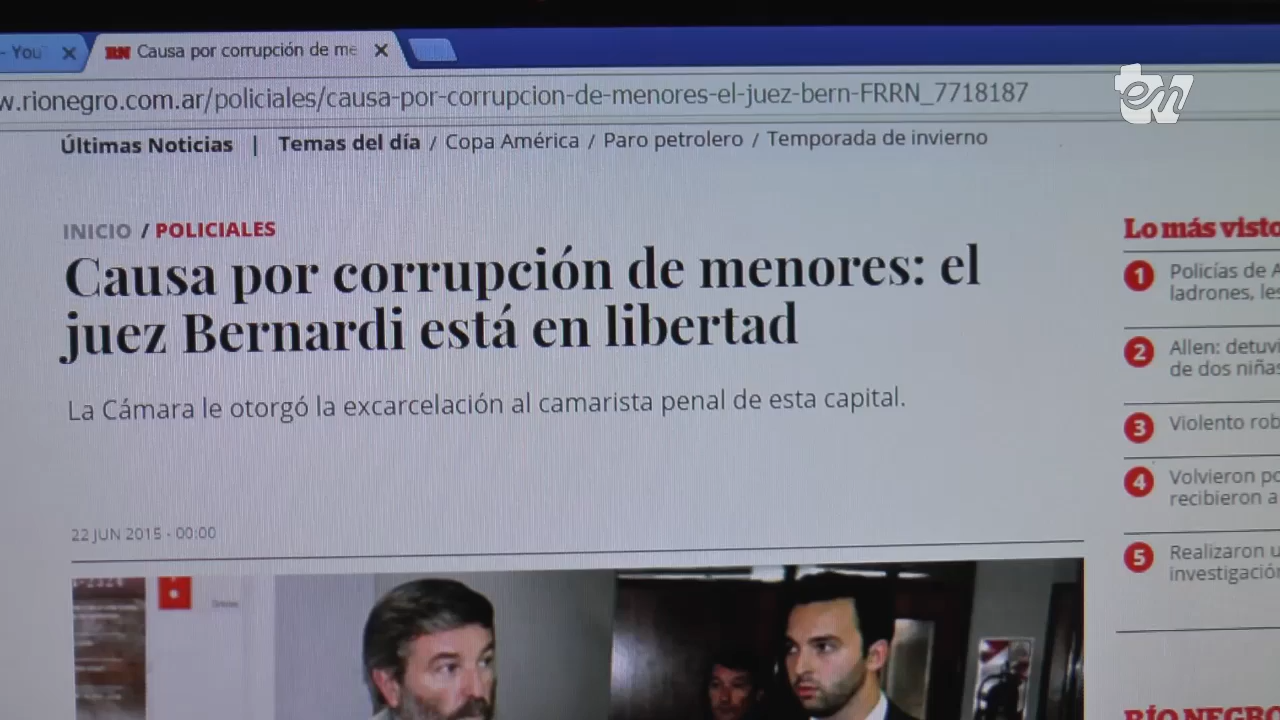 - You
RN Causa por corrupción de me
w.rionegro.com.ar/policiales/causa-por-corrupcion-de-menores-el-juez-bern-FRRN_7718187
Últimas Noticias | Temas del día / Copa América / Paro petrolero / Temporada de invierno
INICIO / POLICIALES
Causa por corrupción de menores: el
juez Bernardi está en libertad
La Cámara le otorgó la excarcelación al camarista penal de esta capital.
22 JUN 2015 - 00:00
Lo más visto
1 Policías de A
ladrones, les
2 Allen: detuvi
de dos niñas
3 Violento rob
4 Volvieron po
recibieron a
5 Realizaron u
investigación
RÍO NEGRO